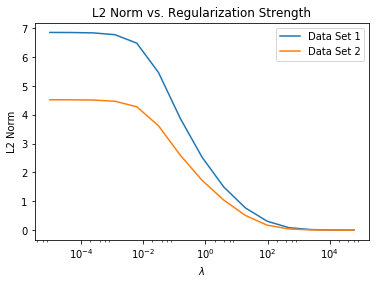 L2 Norm vs. Regularization Strength
Data Set 1
Data Set 2
7
6
5
4
3
2
1
0
L2 Norm
10⁻⁴
10⁻²
10⁰
10²
10⁴
λ